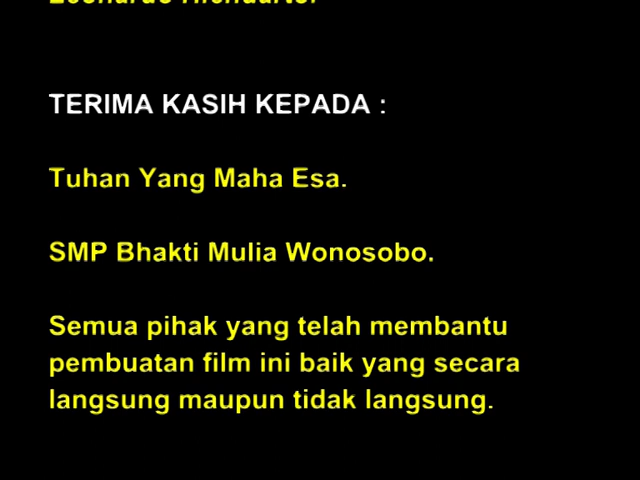 TERIMA KASIH KEPADA :
Tuhan Yang Maha Esa.
SMP Bhakti Mulia Wonosobo.
Semua pihak yang telah membantu
pembuatan film ini baik yang secara
langsung maupun tidak langsung.